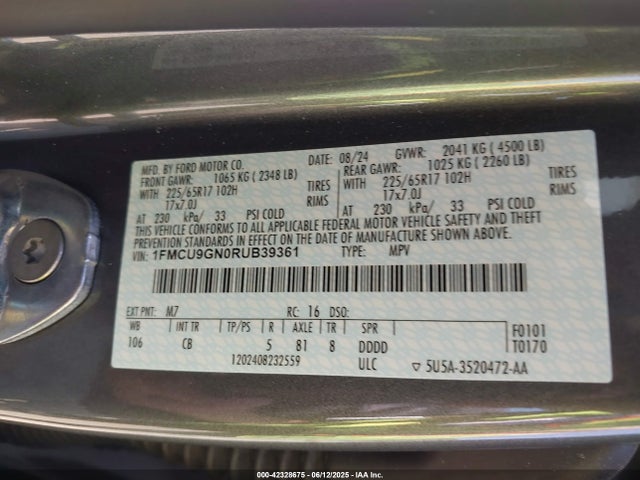 MFD. BY FORD MOTOR CO. DATE: 08/24 GVWR: 2041 KG ( 4500 LB)
FRONT GAWR: 1065 KG ( 2348 LB) REAR GAWR: 1025 KG ( 2260 LB)
WITH 225/65R17 102H TIRES WITH 225/65R17 102H TIRES
17x7.0J RIMS 17x7.0J RIMS
AT 230 kPa/ 33 PSI COLD AT 230 kPa/ 33 PSI COLD
THIS VEHICLE CONFORMS TO ALL APPLICABLE FEDERAL MOTOR VEHICLE SAFETY AND THEFT
PREVENTION STANDARDS IN EFFECT ON THE DATE OF MANUFACTURE SHOWN ABOVE.
VIN: 1FMCU9GN0RUB39361 TYPE: MPV
EXT PNT: M7 RC: 16 DSO:
WB INT TR TP/PS R AXLE TR SPR F0101
106 CB 5 81 8 DDDD T0170
1202408232559 ULC ▽ 5U5A-3520472-AA
000-42328675 - 06/12/2025 - IAA Inc.